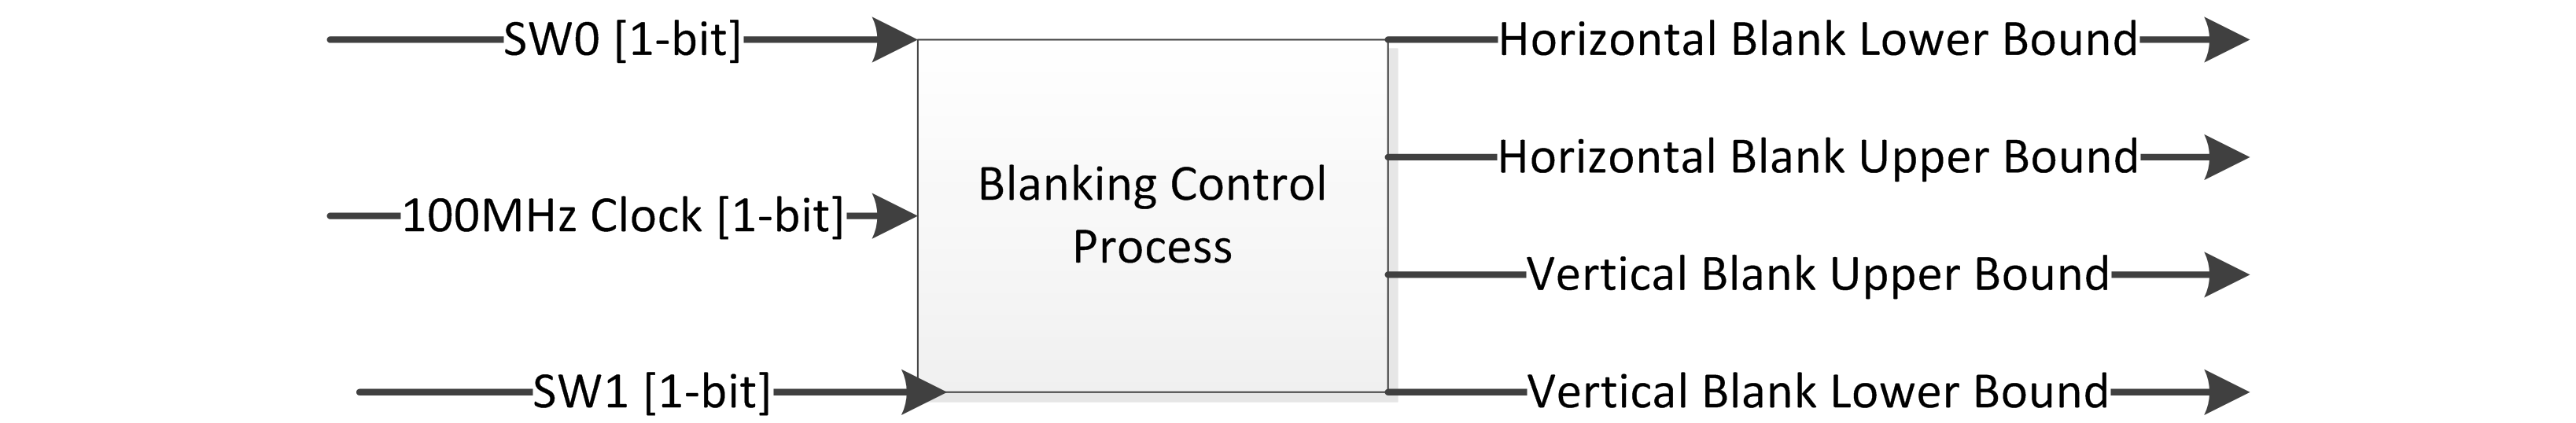 SW0 [1-bit]
100MHz Clock [1-bit]
SW1 [1-bit]
Blanking Control
Process
Horizontal Blank Lower Bound
Horizontal Blank Upper Bound
Vertical Blank Upper Bound
Vertical Blank Lower Bound